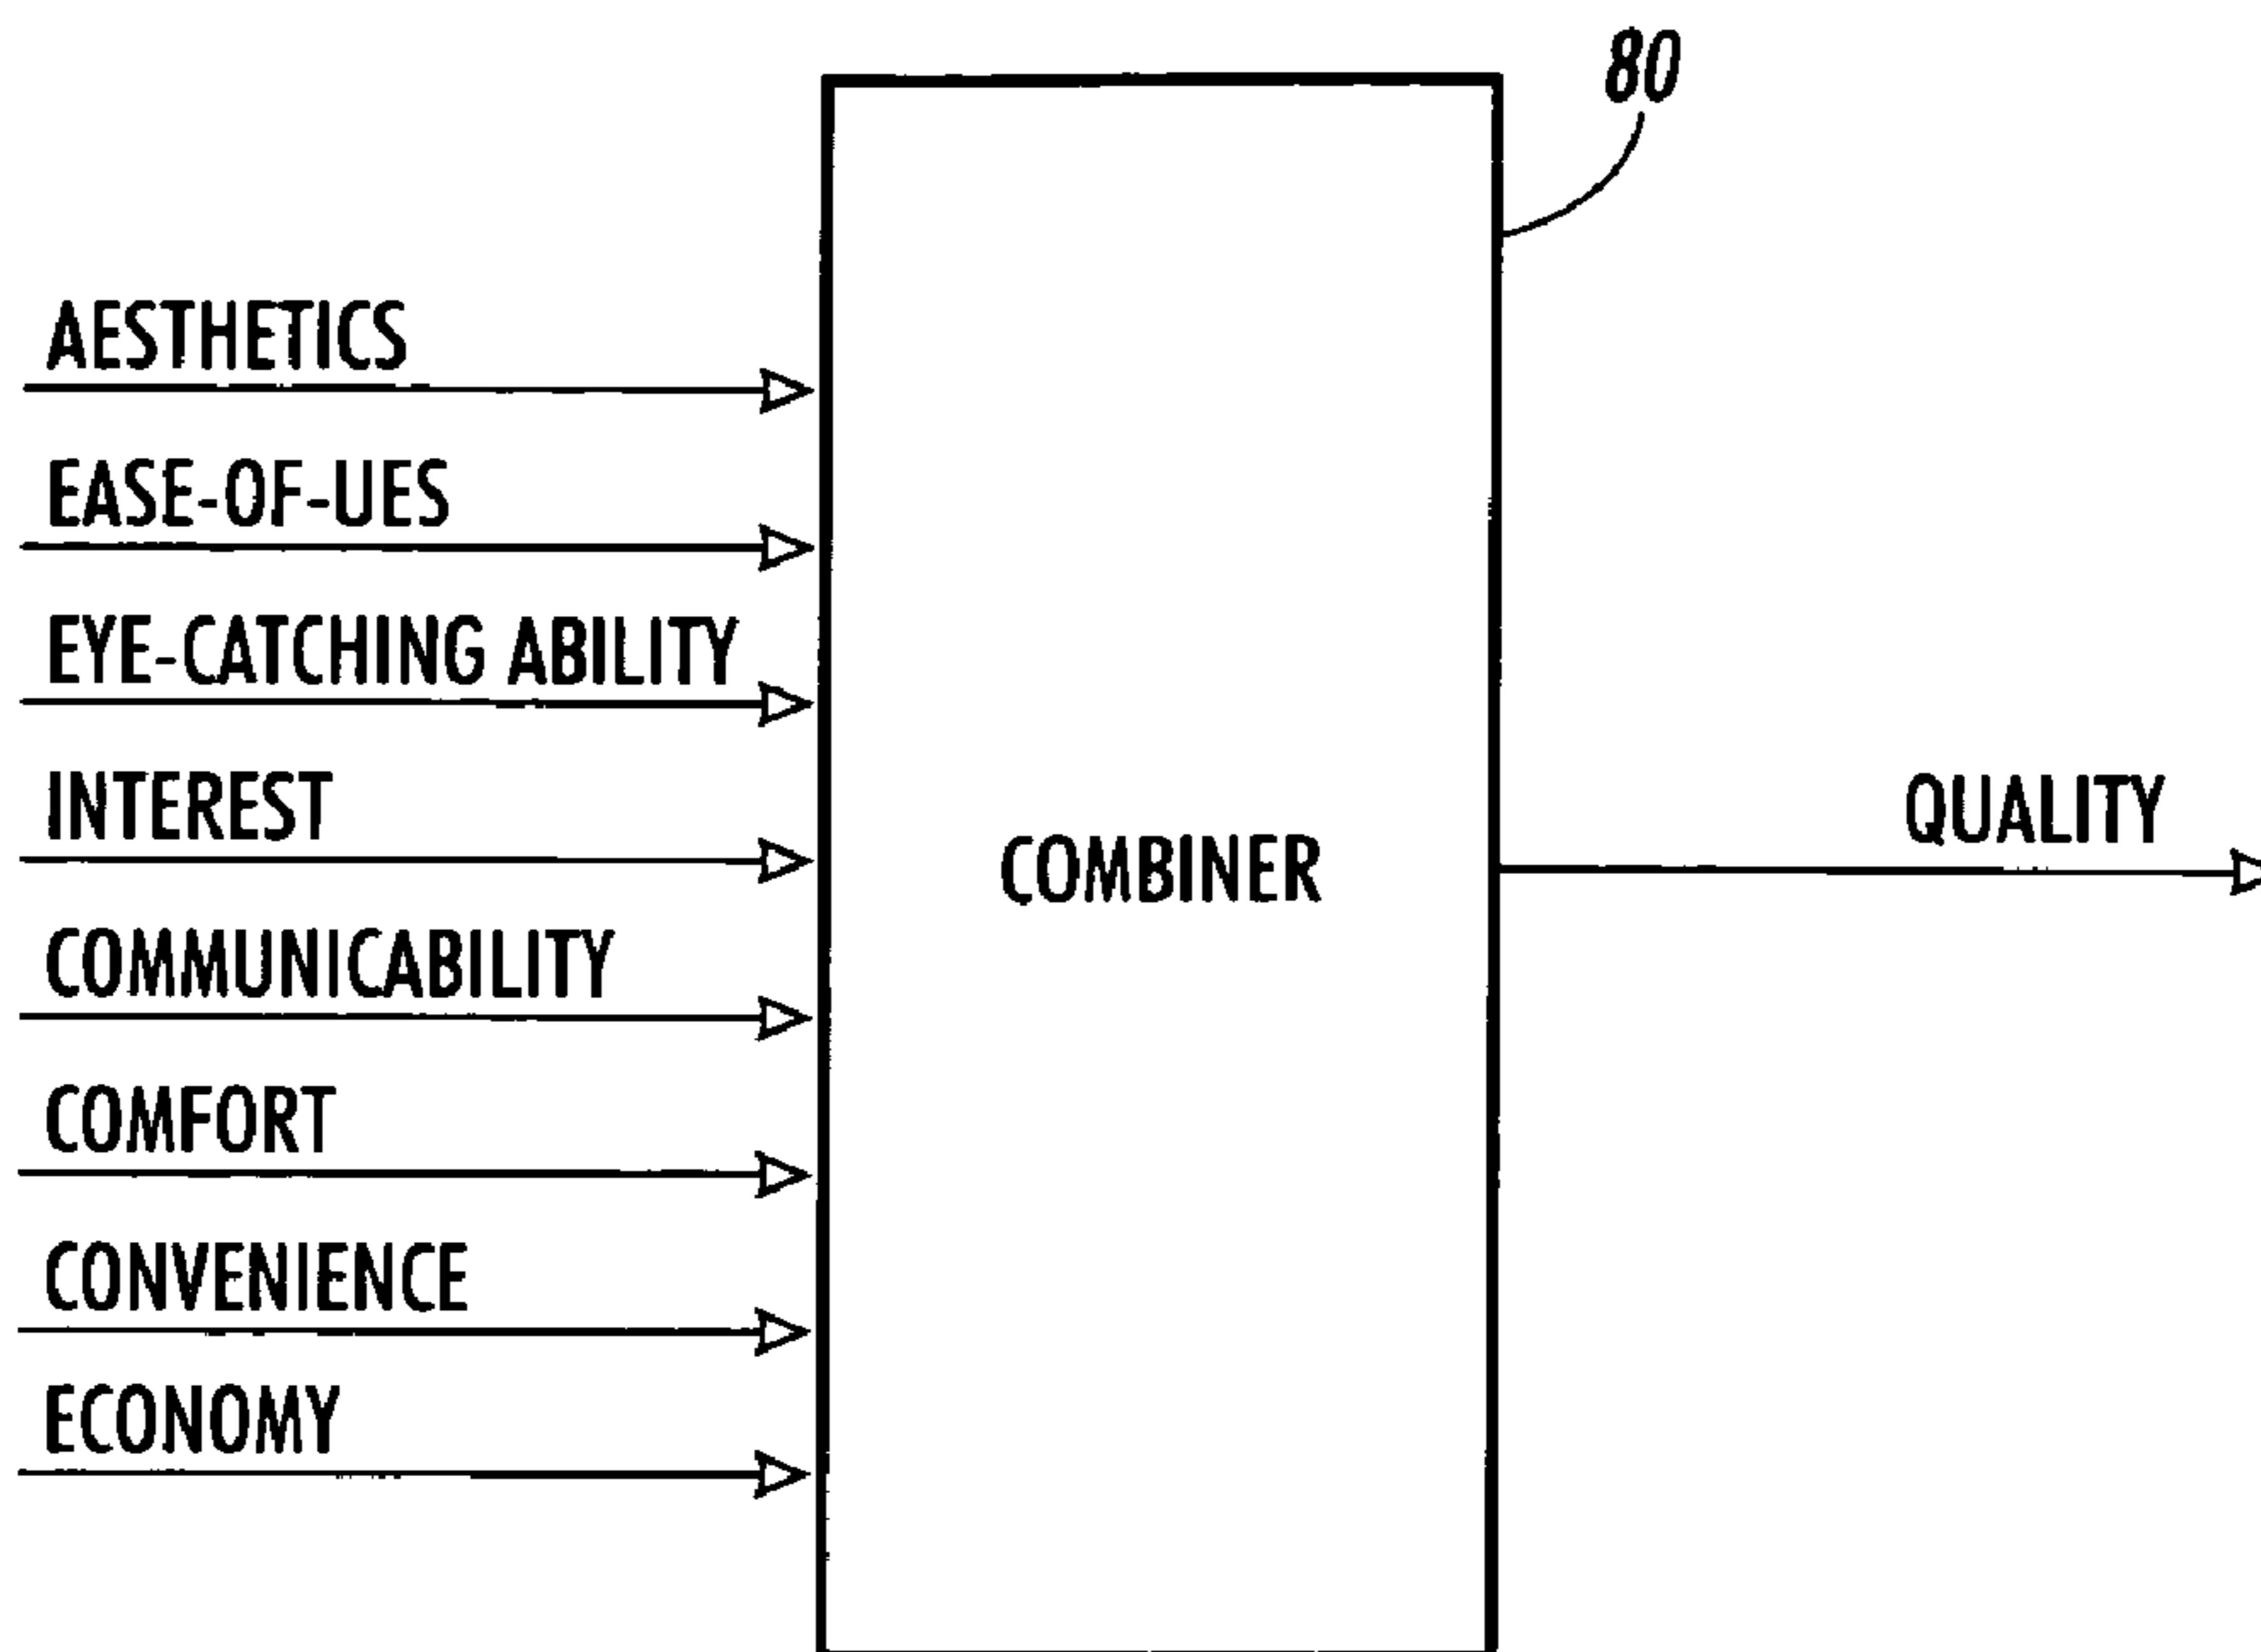 80
AESTHETICS
EASE-OF-UES
EYE-CATCHING ABILITY
INTEREST
QUALITY
COMBINER
COMMUNICABILITY
COMFORT
CONVENIENCE
ECONOMY